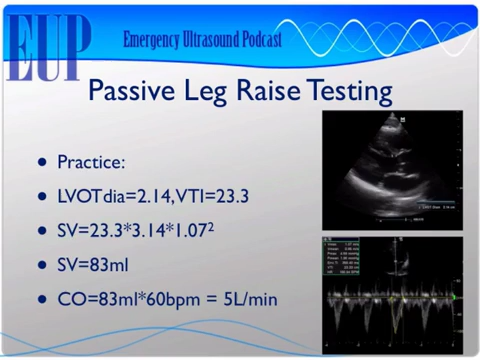 EUP
Emergency Ultrasound Podcast
Passive Leg Raise Testing
• Practice:
• LVOTdia=2.14, VTI=23.3
• SV=23.3*3.14*1.07²
• SV=83ml
• CO=83ml*60bpm = 5L/min